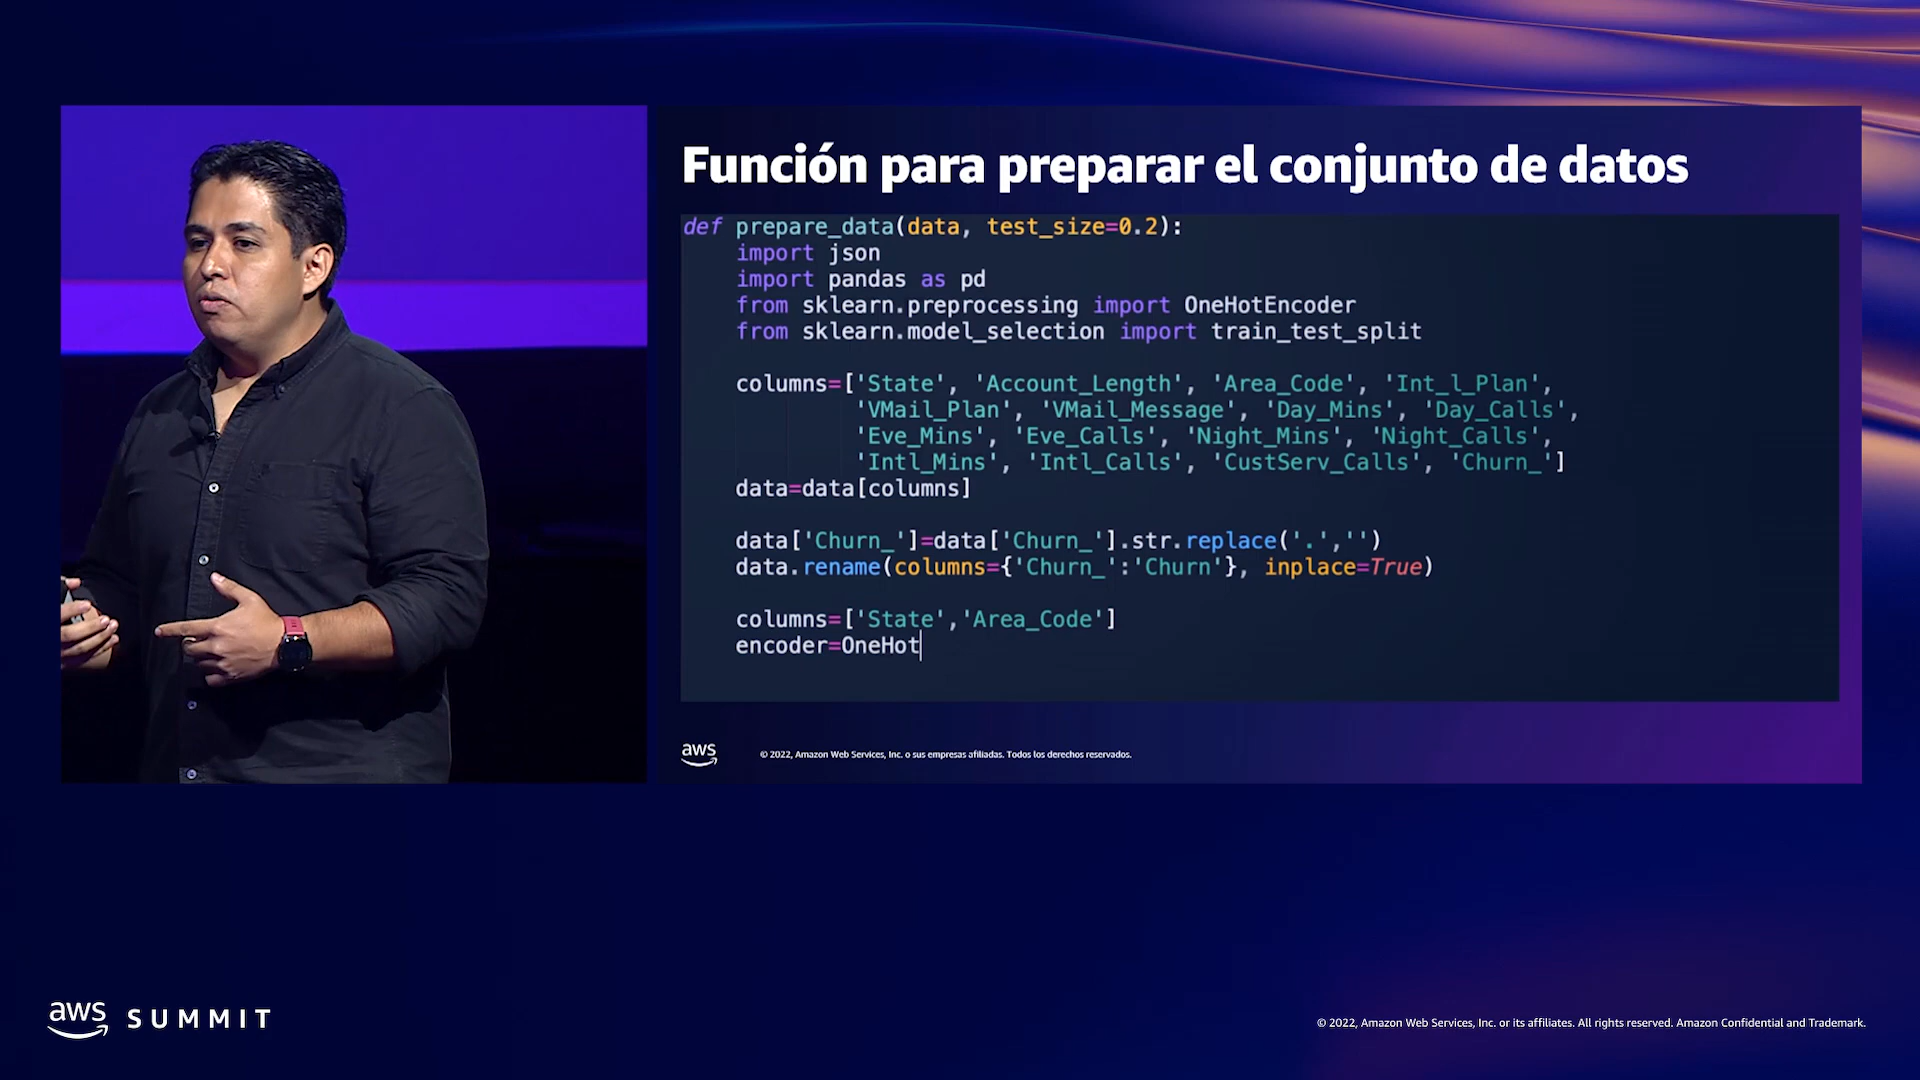 Función para preparar el conjunto de datos
def prepare_data(data, test_size=0.2):
    import json
    import pandas as pd
    from sklearn.preprocessing import OneHotEncoder
    from sklearn.model_selection import train_test_split
    columns=['State', 'Account_Length', 'Area_Code', 'Int_l_Plan',
             'VMail_Plan', 'VMail_Message', 'Day_Mins', 'Day_Calls',
             'Eve_Mins', 'Eve_Calls', 'Night_Mins', 'Night_Calls',
             'Intl_Mins', 'Intl_Calls', 'CustServ_Calls', 'Churn_']
    data=data[columns]
    data['Churn_']=data['Churn_'].str.replace('.','')
    data.rename(columns={'Churn_':'Churn'}, inplace=True)
    columns=['State','Area_Code']
    encoder=OneHot
aws
© 2022, Amazon Web Services, Inc. o sus empresas afiliadas. Todos los derechos reservados.
aws SUMMIT
© 2022, Amazon Web Services, Inc. or its affiliates. All rights reserved. Amazon Confidential and Trademark.